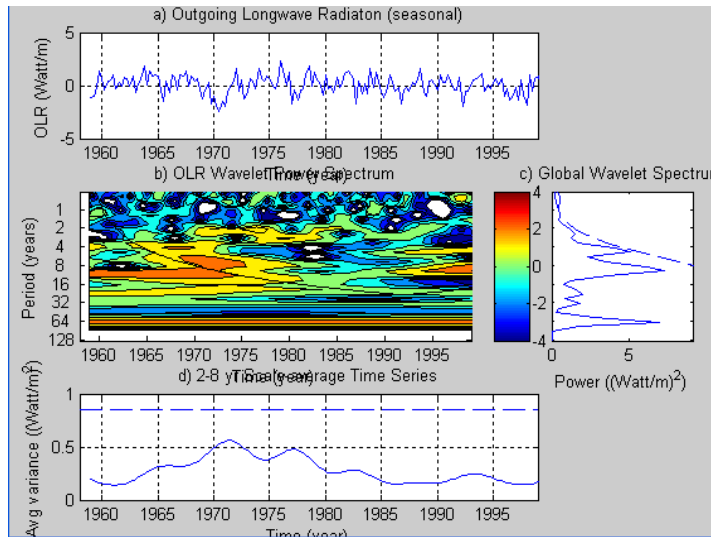 a) Outgoing Longwave Radiaton (seasonal)
OLR (Watt/m)
5
0
-5
1960 1965 1970 1975 1980 1985 1990 1995
Time (year)
b) OLR Wavelet Power Spectrum
Period (years)
1
2
4
8
16
32
64
128
1960 1965 1970 1975 1980 1985 1990 1995
Time (year)
4
2
0
-2
-4
c) Global Wavelet Spectrum
0 5
Power ((Watt/m)²)
d) 2-8 yr Scale-average Time Series
Avg variance ((Watt/m)²)
1
0.5
0
1960 1965 1970 1975 1980 1985 1990 1995
Time (year)